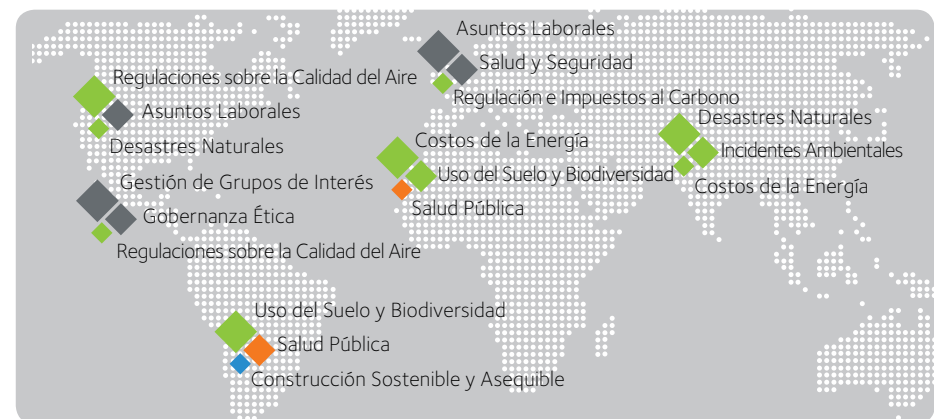 Asuntos Laborales
Salud y Seguridad
Regulación e Impuestos al Carbono
Regulaciones sobre la Calidad del Aire
Asuntos Laborales
Desastres Naturales
Desastres Naturales
Incidentes Ambientales
Costos de la Energía
Costos de la Energía
Uso del Suelo y Biodiversidad
Salud Pública
Gestión de Grupos de Interés
Gobernanza Ética
Regulaciones sobre la Calidad del Aire
Uso del Suelo y Biodiversidad
Salud Pública
Construcción Sostenible y Asequible